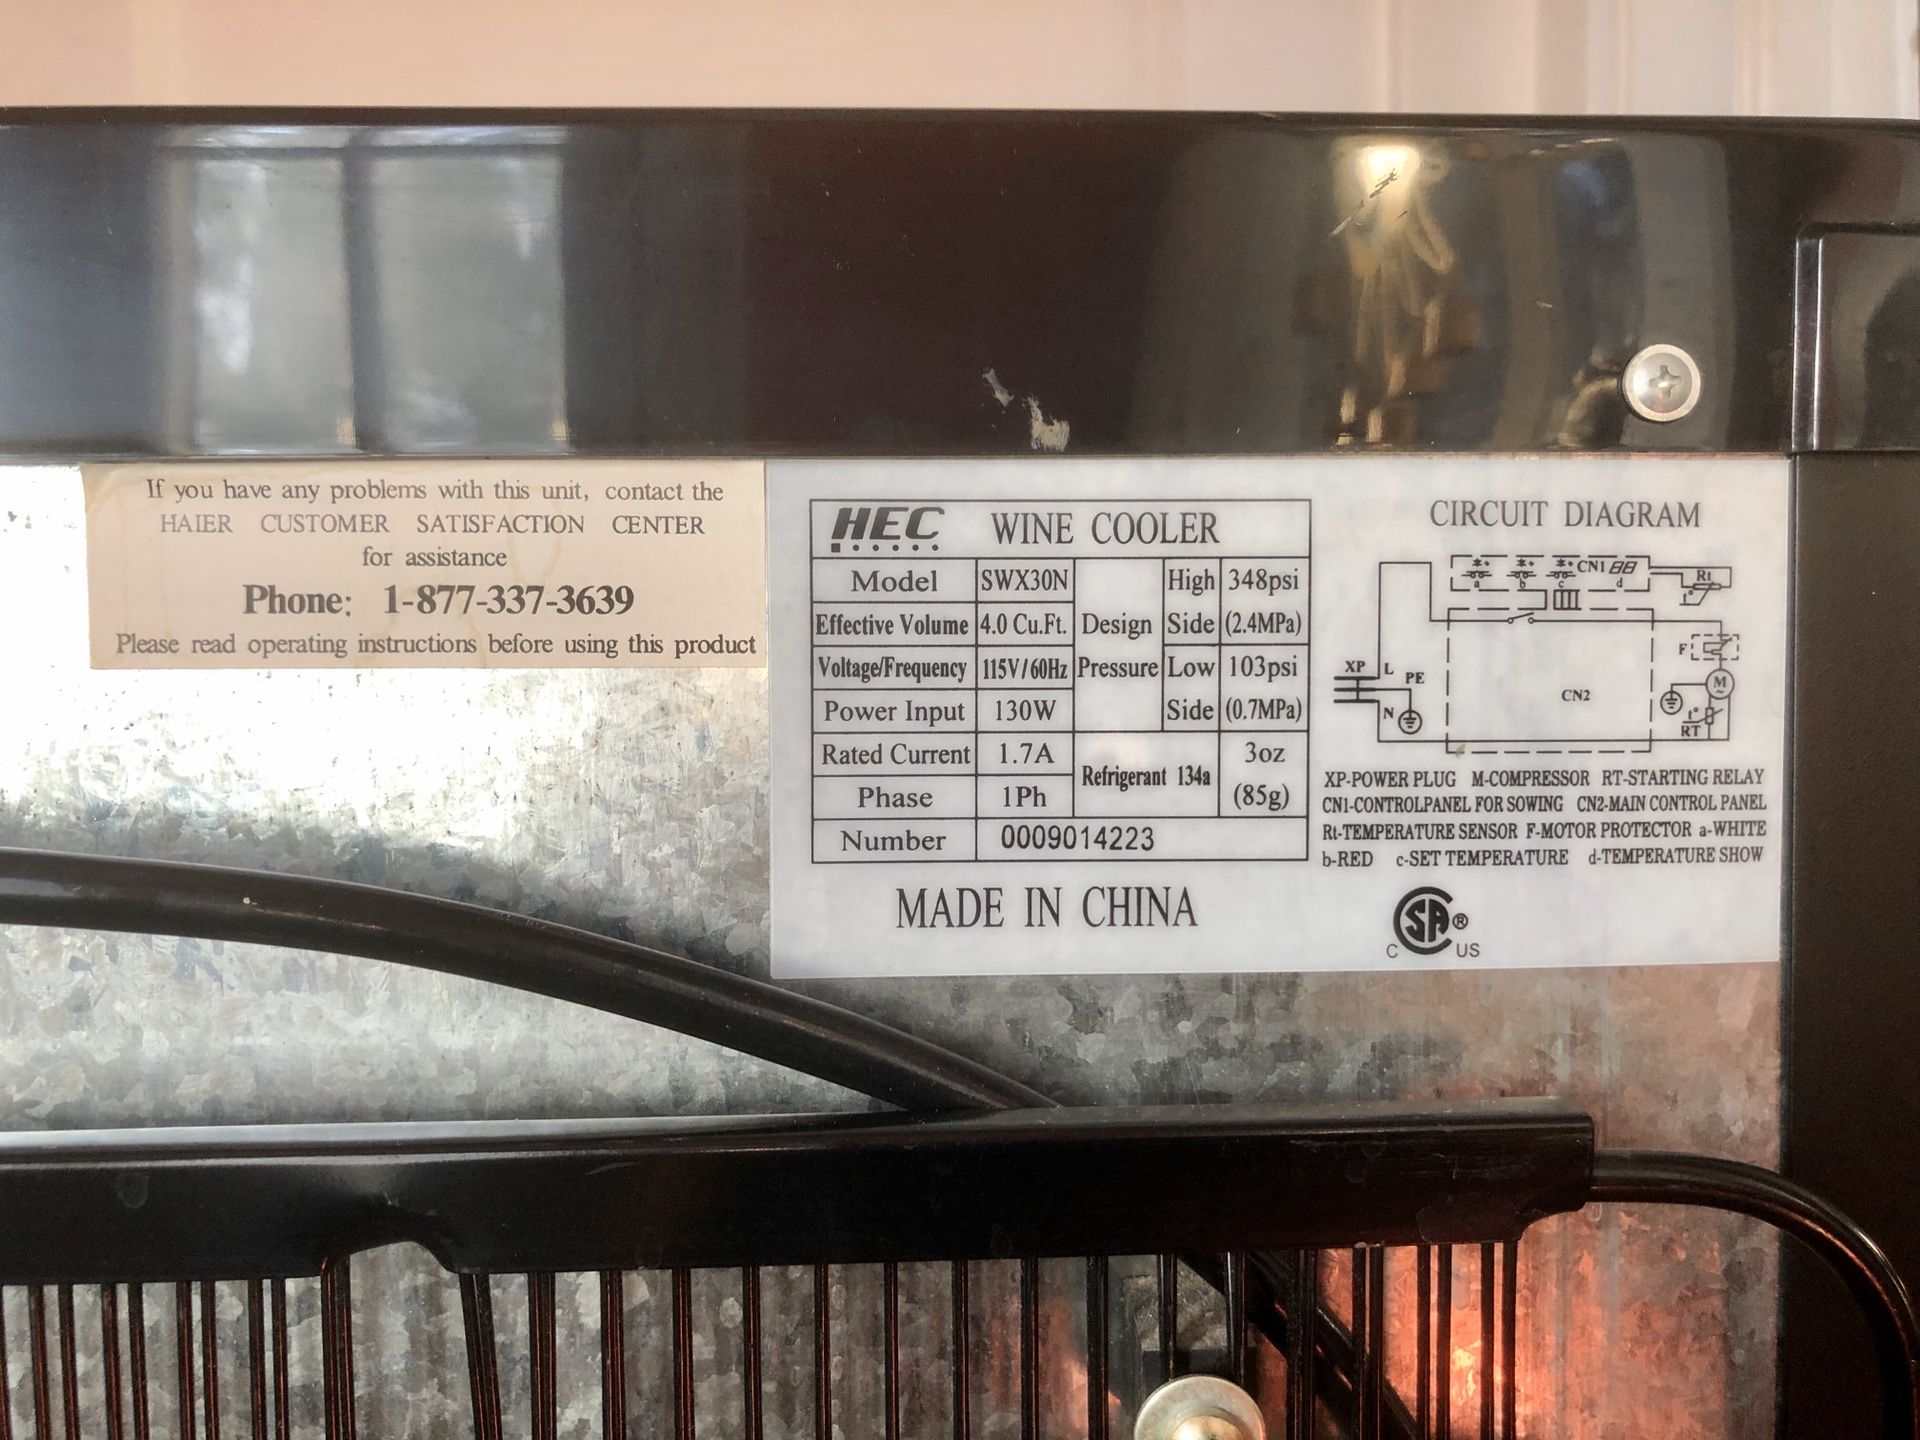 If you have any problems with this unit, contact the
HAIER CUSTOMER SATISFACTION CENTER
for assistance
Phone: 1-877-337-3639
Please read operating instructions before using this product
HEC WINE COOLER
Model SWX30N
Effective Volume 4.0 Cu.Ft.
Voltage/Frequency 115V/60Hz
Power Input 130W
Rated Current 1.7A
Phase 1Ph
Design Pressure
High Side 348psi (2.4MPa)
Low Side 103psi (0.7MPa)
Refrigerant 134a 3oz (85g)
Number 0009014223
MADE IN CHINA
CIRCUIT DIAGRAM
CN1 88
a b c d
Rt
F
XP L PE
M
CN2
N
RT
XP-POWER PLUG M-COMPRESSOR RT-STARTING RELAY
CN1-CONTROLPANEL FOR SOWING CN2-MAIN CONTROL PANEL
Rt-TEMPERATURE SENSOR F-MOTOR PROTECTOR a-WHITE
b-RED c-SET TEMPERATURE d-TEMPERATURE SHOW
SA ®
C US